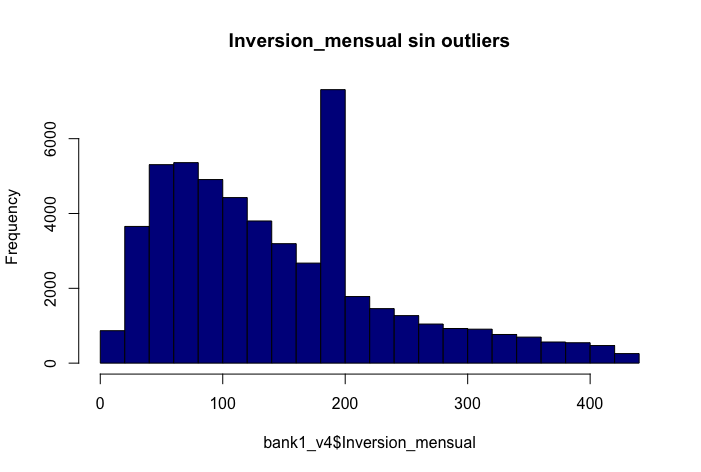 Inversion_mensual sin outliers
Frequency
6000
4000
2000
0
0 100 200 300 400
bank1_v4$Inversion_mensual